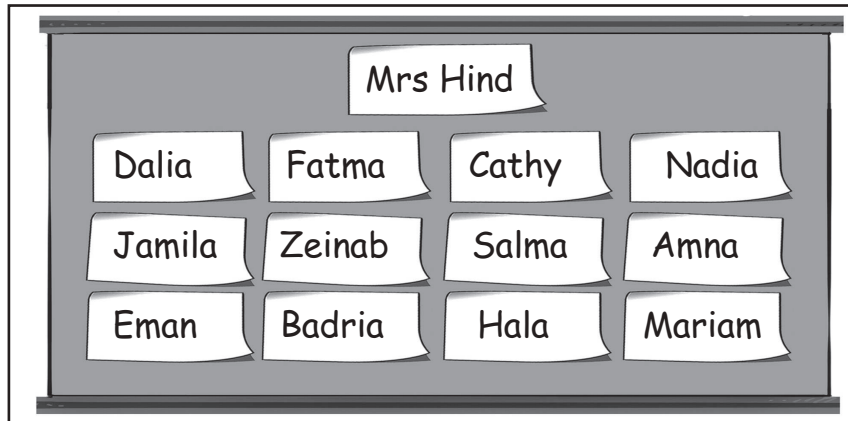 Mrs Hind
Dalia Fatma Cathy Nadia
Jamila Zeinab Salma Amna
Eman Badria Hala Mariam